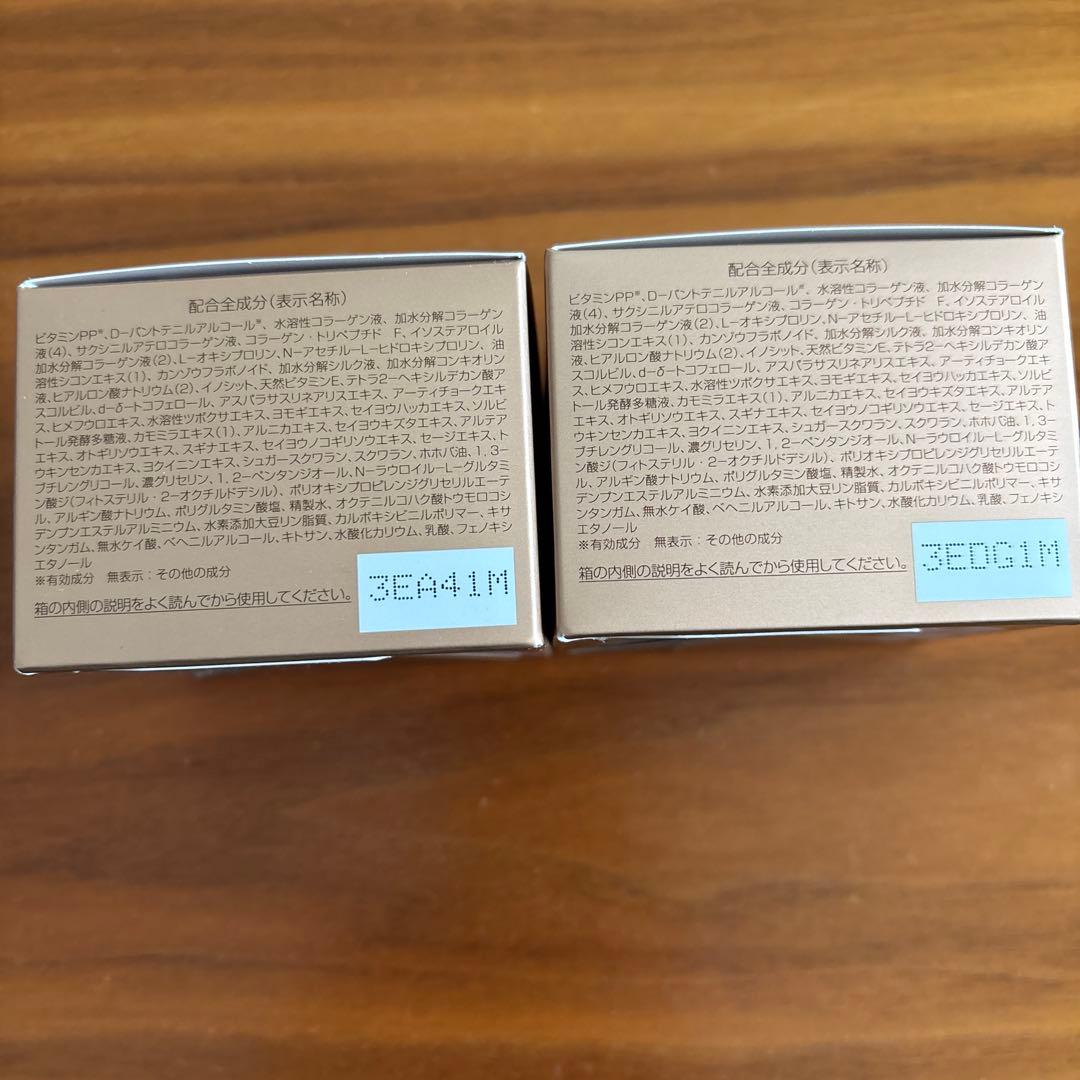 配合全成分(表示名称)
ビタミンPP※、D-パントテニルアルコール※、水溶性コラーゲン液、加水分解コラーゲン
液(4)、サクシニルアテロコラーゲン液、コラーゲン・トリペプチド F、イソステアロイル
加水分解コラーゲン液(2)、L-オキシプロリン、N-アセチル-L-ヒドロキシプロリン、油
溶性シコンエキス(1)、カンゾウフラボノイド、加水分解シルク液、加水分解コンキオリン
液、ヒアルロン酸ナトリウム(2)、イノシット、天然ビタミンE、テトラ2-ヘキシルデカン酸ア
スコルビル、d-δ-トコフェロール、アスパラサスリネアリスエキス、アーティチョークエキ
ス、ヒメフウロエキス、水溶性ツボクサエキス、ヨモギエキス、セイヨウハッカエキス、ソルビ
トール発酵多糖液、カモミラエキス(1)、アルニカエキス、セイヨウキズタエキス、アルテア
エキス、オトギリソウエキス、スギナエキス、セイヨウノコギリソウエキス、セージエキス、ト
ウキンセンカエキス、ヨクイニンエキス、シュガースクワラン、スクワラン、ホホバ油、1,3-
ブチレングリコール、濃グリセリン、1,2-ペンタンジオール、N-ラウロイル-L-グルタミ
ン酸ジ(フィトステリル・2-オクチルドデシル)、ポリオキシプロピレンジグリセリルエーテ
ル、アルギン酸ナトリウム、ポリグルタミン酸塩、精製水、オクテニルコハク酸トウモロコシ
デンプンエステルアルミニウム、水素添加大豆リン脂質、カルボキシビニルポリマー、キサ
ンタンガム、無水ケイ酸、ベヘニルアルコール、キトサン、水酸化カリウム、乳酸、フェノキシ
エタノール
※有効成分 無表示:その他の成分
箱の内側の説明をよく読んでから使用してください。
3EA41M
配合全成分(表示名称)
ビタミンPP※、D-パントテニルアルコール※、水溶性コラーゲン液、加水分解コラーゲン
液(4)、サクシニルアテロコラーゲン液、コラーゲン・トリペプチド F、イソステアロイル
加水分解コラーゲン液(2)、L-オキシプロリン、N-アセチル-L-ヒドロキシプロリン、油
溶性シコンエキス(1)、カンゾウフラボノイド、加水分解シルク液、加水分解コンキオリン
液、ヒアルロン酸ナトリウム(2)、イノシット、天然ビタミンE、テトラ2-ヘキシルデカン酸ア
スコルビル、d-δ-トコフェロール、アスパラサスリネアリスエキス、アーティチョークエキ
ス、ヒメフウロエキス、水溶性ツボクサエキス、ヨモギエキス、セイヨウハッカエキス、ソルビ
トール発酵多糖液、カモミラエキス(1)、アルニカエキス、セイヨウキズタエキス、アルテア
エキス、オトギリソウエキス、スギナエキス、セイヨウノコギリソウエキス、セージエキス、ト
ウキンセンカエキス、ヨクイニンエキス、シュガースクワラン、スクワラン、ホホバ油、1,3-
ブチレングリコール、濃グリセリン、1,2-ペンタンジオール、N-ラウロイル-L-グルタミ
ン酸ジ(フィトステリル・2-オクチルドデシル)、ポリオキシプロピレンジグリセリルエーテ
ル、アルギン酸ナトリウム、ポリグルタミン酸塩、精製水、オクテニルコハク酸トウモロコシ
デンプンエステルアルミニウム、水素添加大豆リン脂質、カルボキシビニルポリマー、キサ
ンタンガム、無水ケイ酸、ベヘニルアルコール、キトサン、水酸化カリウム、乳酸、フェノキシ
エタノール
※有効成分 無表示:その他の成分
箱の内側の説明をよく読んでから使用してください。
3EDG1M